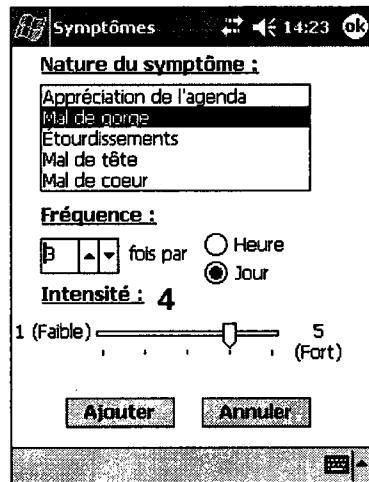 Symptômes 14:23 ok
Nature du symptôme :
Appréciation de l'agenda
Mal de gorge
Étourdissements
Mal de tête
Mal de coeur
Fréquence :
3 fois par Heure
Jour
Intensité : 4
1 (Faible) 5
(Fort)
Ajouter Annuler